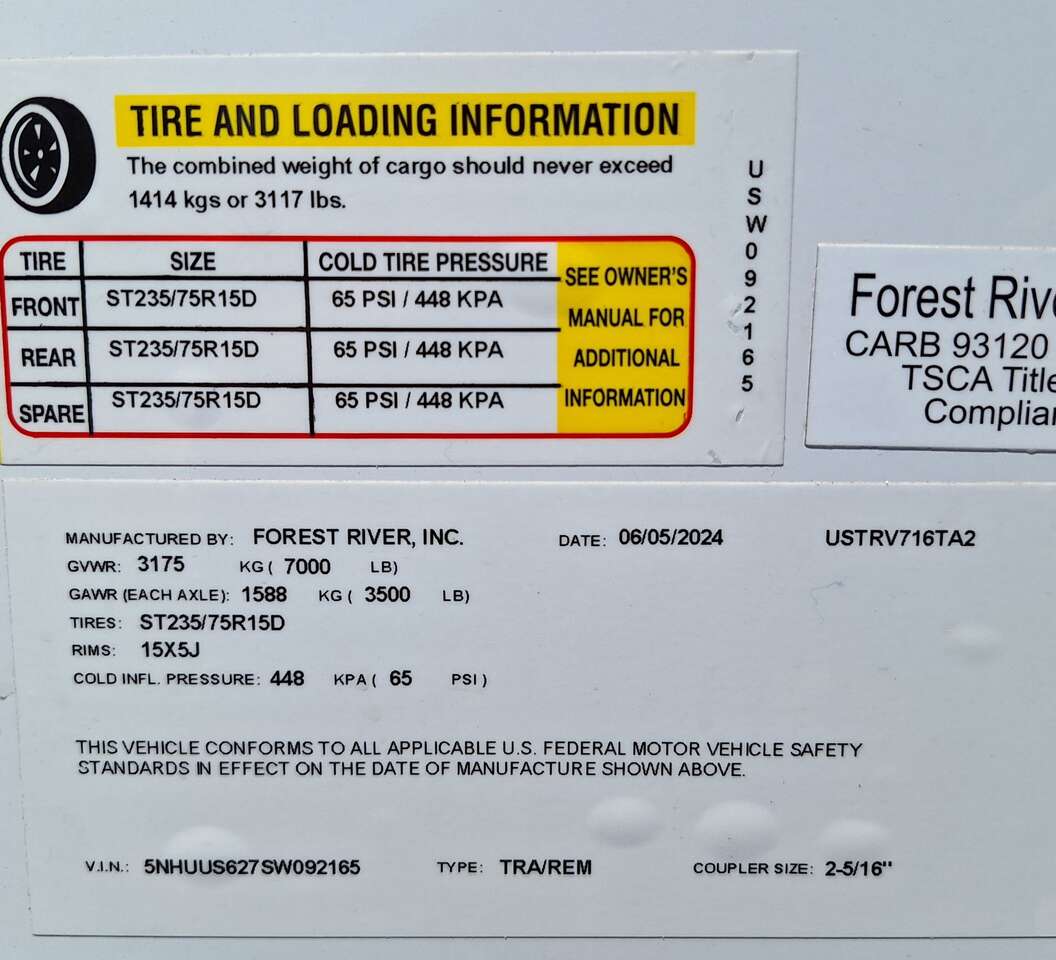 TIRE AND LOADING INFORMATION
The combined weight of cargo should never exceed
1414 kgs or 3117 lbs.
TIRE SIZE COLD TIRE PRESSURE
FRONT ST235/75R15D 65 PSI / 448 KPA
REAR ST235/75R15D 65 PSI / 448 KPA
SPARE ST235/75R15D 65 PSI / 448 KPA
SEE OWNER'S
MANUAL FOR
ADDITIONAL
INFORMATION
USW092165
Forest
CARB 93120
TSCA
MANUFACTURED BY: FOREST RIVER, INC. DATE: 06/05/2024 USTRV716TA2
GVWR: 3175 KG ( 7000 LB)
GAWR (EACH AXLE): 1588 KG ( 3500 LB)
TIRES: ST235/75R15D
RIMS: 15X5J
COLD INFL. PRESSURE: 448 KPA ( 65 PSI )
THIS VEHICLE CONFORMS TO ALL APPLICABLE U.S. FEDERAL MOTOR VEHICLE SAFETY
STANDARDS IN EFFECT ON THE DATE OF MANUFACTURE SHOWN ABOVE.
V.I.N.: 5NHUUS627SW092165 TYPE: TRA/REM COUPLER SIZE: 2-5/16"